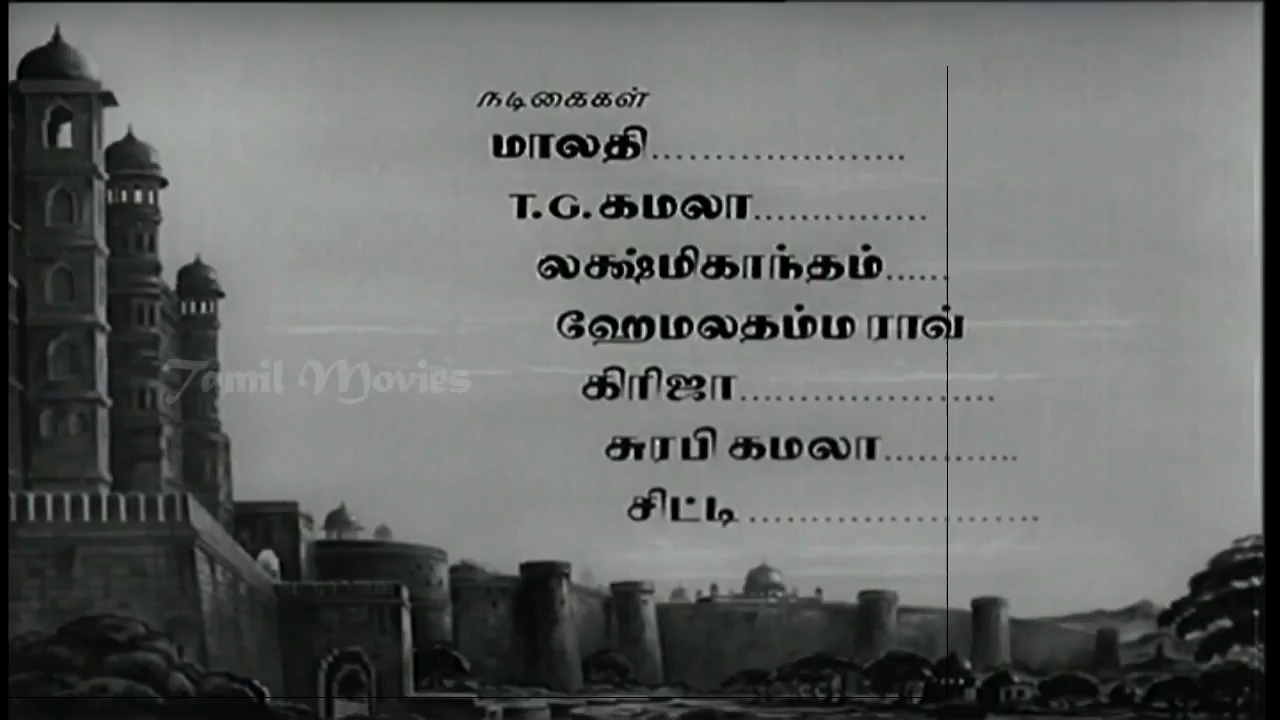 நடிகைகள்
மாலதி....................
T.G.கமலா..............
லக்ஷ்மிகாந்தம்......
ஹேமலதம்ம ராவ்
கிரிஜா....................
சுரபி கமலா...........
சிட்டி.......................
Tamil Movies